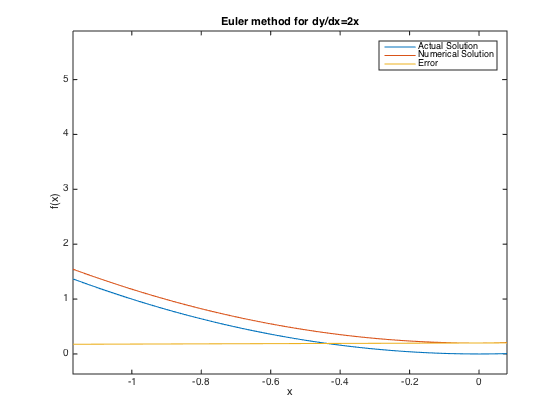 Euler method for dy/dx=2x
Actual Solution
Numerical Solution
Error
5
4
3
2
1
0
f(x)
-1
-0.8
-0.6
-0.4
-0.2
0
x